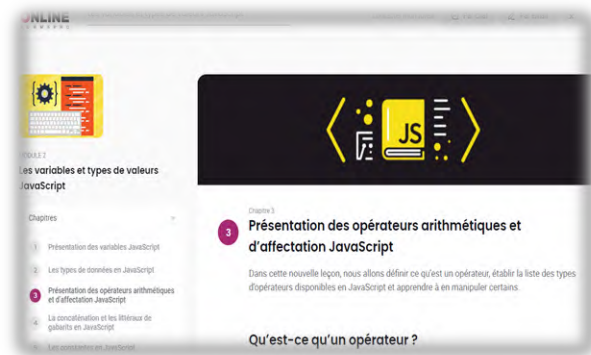 ONLINE
MODULE 2
Les variables et types de valeurs
JavaScript
Chapitres
1 Présentation des variables JavaScript
2 Les types de données en JavaScript
3 Présentation des opérateurs arithmétiques
et d'affectation JavaScript
4 La concaténation et les littéraux de
gabarits en JavaScript
5 Les constantes en JavaScript
JS
Chapitre 3
3 Présentation des opérateurs arithmétiques et
d'affectation JavaScript
Dans cette nouvelle leçon, nous allons définir ce qu'est un opérateur, établir la liste des types
d'opérateurs disponibles en JavaScript et apprendre à en manipuler certains.
Qu'est-ce qu'un opérateur ?